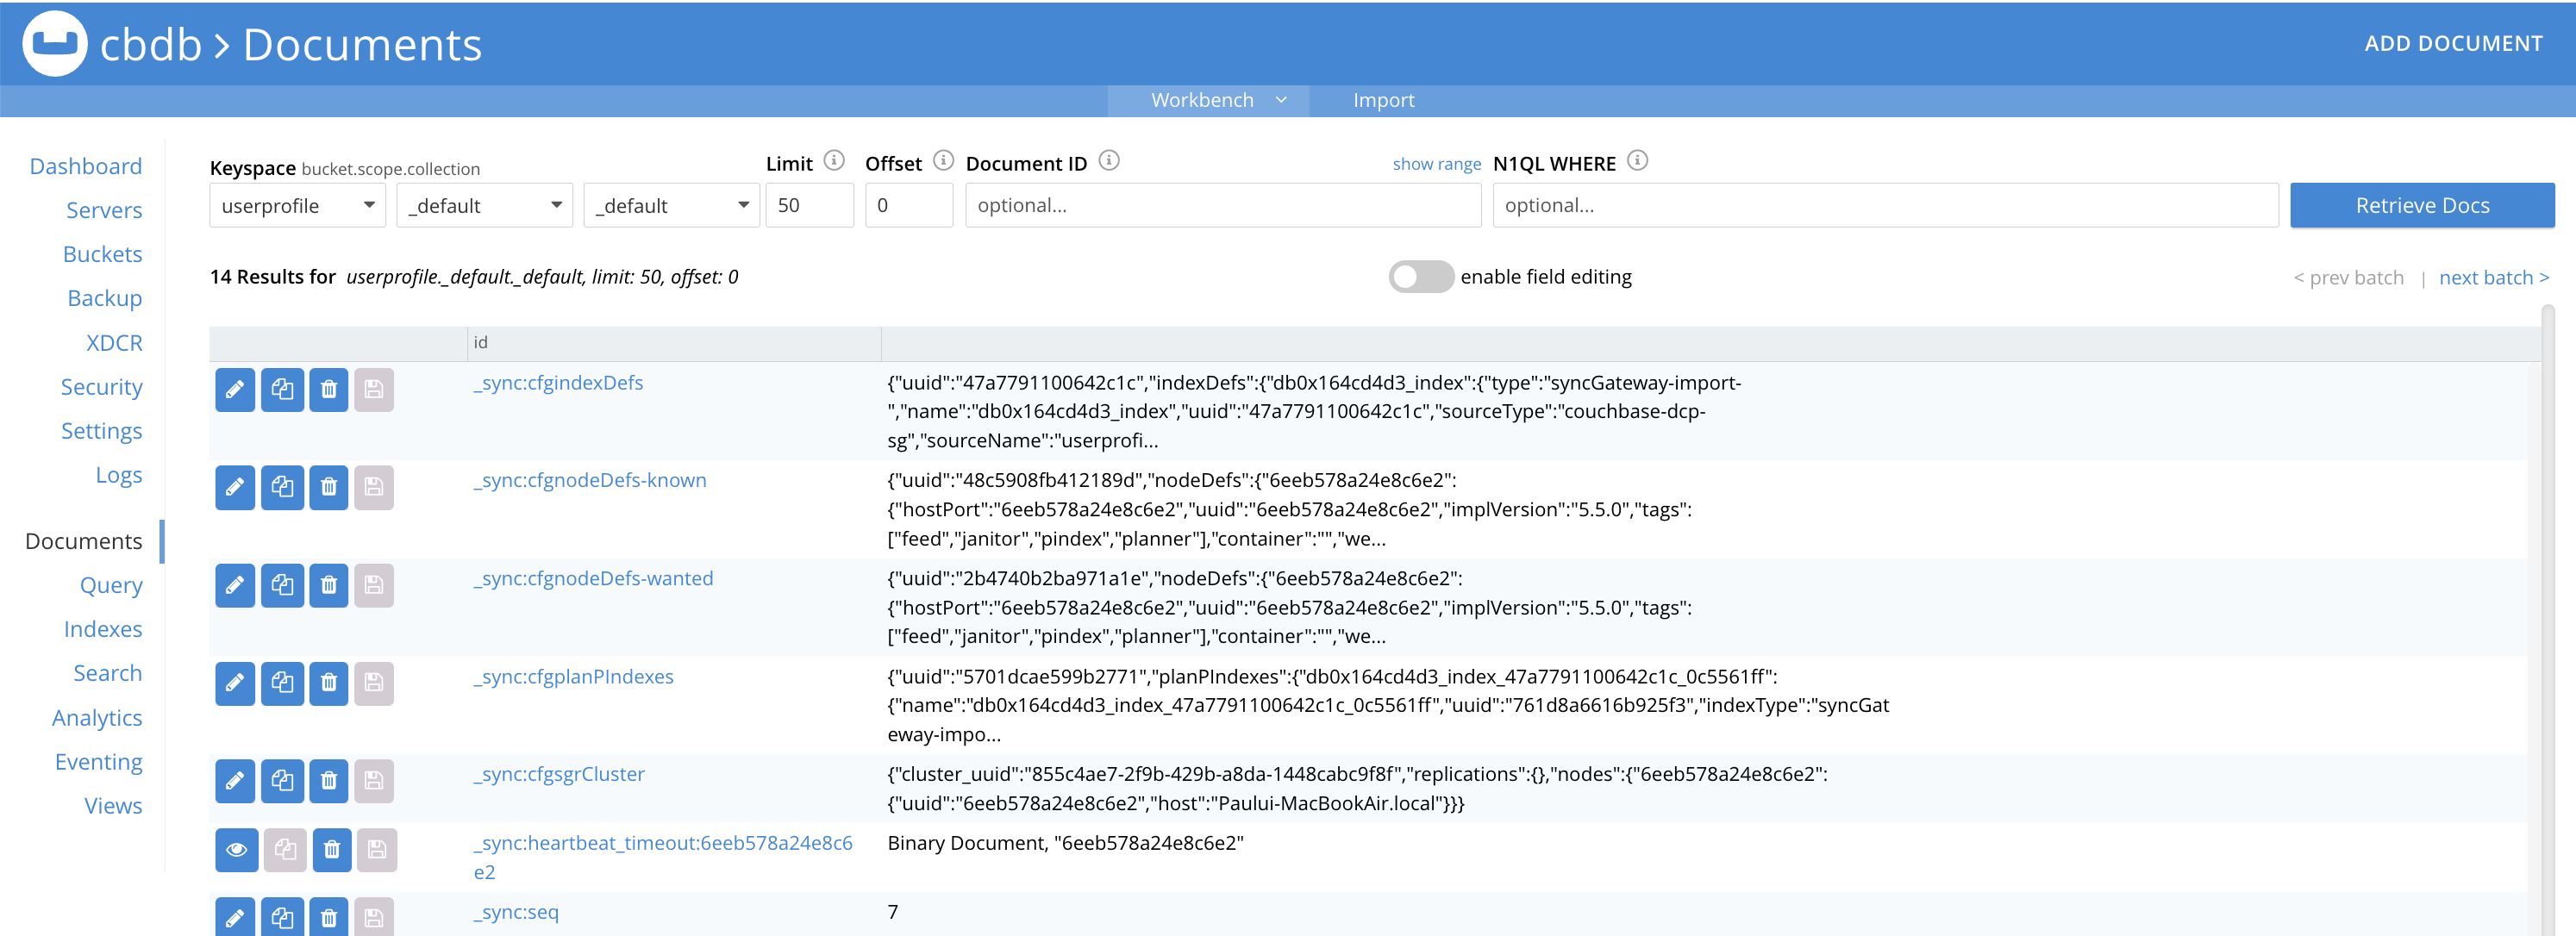 cbdb > Documents
ADD DOCUMENT
Workbench
Import
Dashboard
Servers
Buckets
Backup
XDCR
Security
Settings
Logs
Documents
Query
Indexes
Search
Analytics
Eventing
Views
Keyspace bucket.scope.collection
Limit
Offset
Document ID
show range
N1QL WHERE
userprofile
_default
_default
50
0
optional...
optional...
Retrieve Docs
14 Results for userprofile._default._default, limit: 50, offset: 0
enable field editing
< prev batch | next batch >
id
_sync:cfgindexDefs
{"uuid":"47a7791100642c1c","indexDefs":{"db0x164cd4d3_index":{"type":"syncGateway-import-
","name":"db0x164cd4d3_index","uuid":"47a7791100642c1c","sourceType":"couchbase-dcp-
sg","sourceName":"userprofi...
_sync:cfgnodeDefs-known
{"uuid":"48c5908fb412189d","nodeDefs":{"6eeb578a24e8c6e2":
{"hostPort":"6eeb578a24e8c6e2","uuid":"6eeb578a24e8c6e2","implVersion":"5.5.0","tags":
["feed","janitor","pindex","planner"],"container":"","we...
_sync:cfgnodeDefs-wanted
{"uuid":"2b4740b2ba971a1e","nodeDefs":{"6eeb578a24e8c6e2":
{"hostPort":"6eeb578a24e8c6e2","uuid":"6eeb578a24e8c6e2","implVersion":"5.5.0","tags":
["feed","janitor","pindex","planner"],"container":"","we...
_sync:cfgplanPIndexes
{"uuid":"5701dcae599b2771","planPIndexes":{"db0x164cd4d3_index_47a7791100642c1c_0c5561ff":
{"name":"db0x164cd4d3_index_47a7791100642c1c_0c5561ff","uuid":"761d8a6616b925f3","indexType":"syncGat
eway-impo...
_sync:cfgsgrCluster
{"cluster_uuid":"855c4ae7-2f9b-429b-a8da-1448cabc9f8f","replications":{},"nodes":{"6eeb578a24e8c6e2":
{"uuid":"6eeb578a24e8c6e2","host":"Paului-MacBookAir.local"}}}
_sync:heartbeat_timeout:6eeb578a24e8c6
e2
Binary Document, "6eeb578a24e8c6e2"
_sync:seq
7